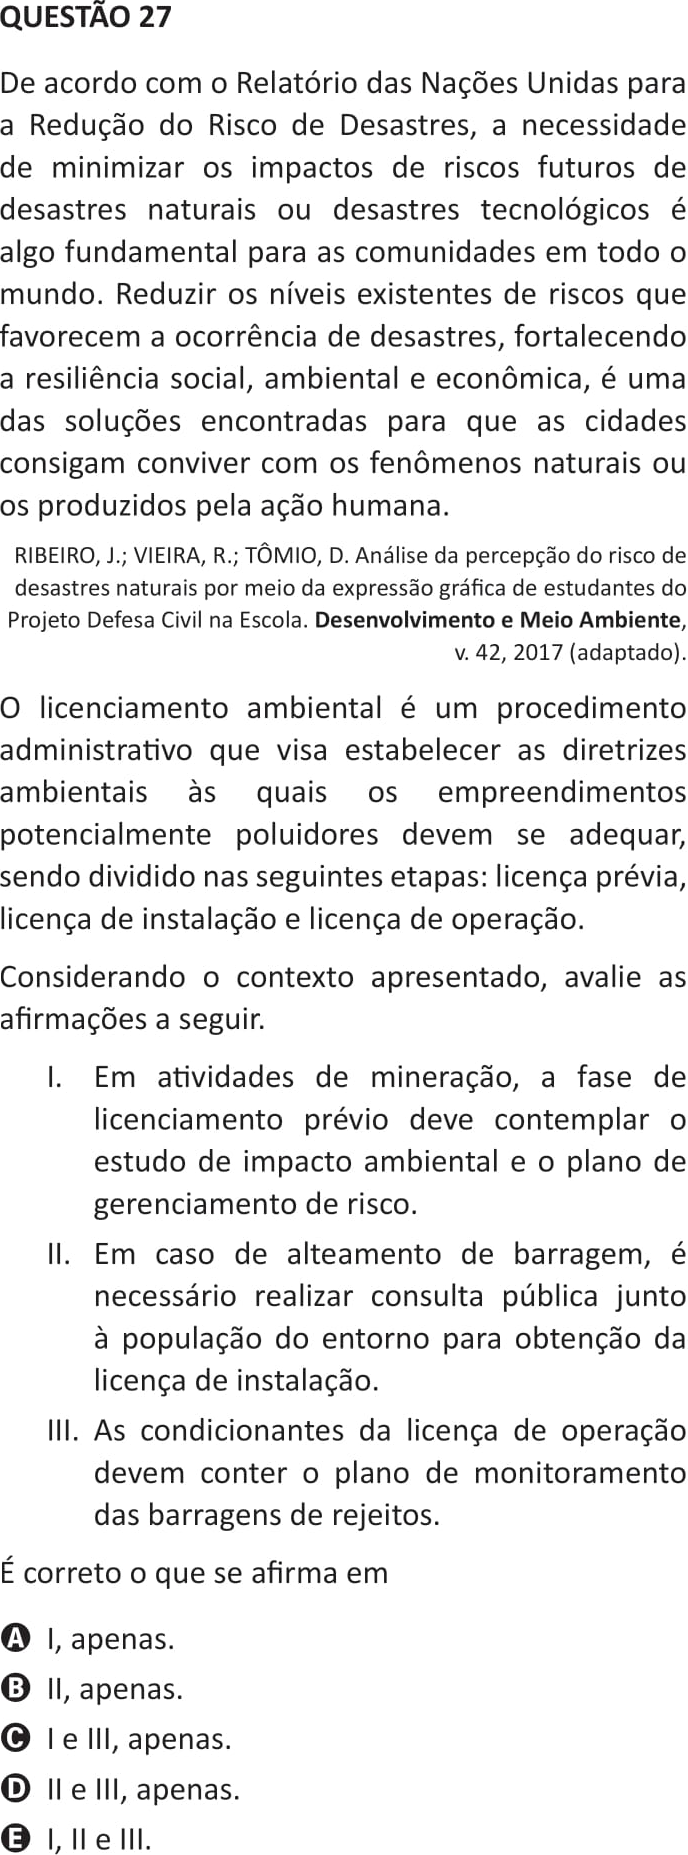 QUESTÃO 27
De acordo com o Relatório das Nações Unidas para
a Redução do Risco de Desastres, a necessidade
de minimizar os impactos de riscos futuros de
desastres naturais ou desastres tecnológicos é
algo fundamental para as comunidades em todo o
mundo. Reduzir os níveis existentes de riscos que
favorecem a ocorrência de desastres, fortalecendo
a resiliência social, ambiental e econômica, é uma
das soluções encontradas para que as cidades
consigam conviver com os fenômenos naturais ou
os produzidos pela ação humana.
RIBEIRO, J.; VIEIRA, R.; TÔMIO, D. Análise da percepção do risco de
desastres naturais por meio da expressão gráfica de estudantes do
Projeto Defesa Civil na Escola. Desenvolvimento e Meio Ambiente,
v. 42, 2017 (adaptado).
O licenciamento ambiental é um procedimento
administrativo que visa estabelecer as diretrizes
ambientais às quais os empreendimentos
potencialmente poluidores devem se adequar,
sendo dividido nas seguintes etapas: licença prévia,
licença de instalação e licença de operação.
Considerando o contexto apresentado, avalie as
afirmações a seguir.
I. Em atividades de mineração, a fase de
licenciamento prévio deve contemplar o
estudo de impacto ambiental e o plano de
gerenciamento de risco.
II. Em caso de alteamento de barragem, é
necessário realizar consulta pública junto
à população do entorno para obtenção da
licença de instalação.
III. As condicionantes da licença de operação
devem conter o plano de monitoramento
das barragens de rejeitos.
É correto o que se afirma em
A I, apenas.
B II, apenas.
C I e III, apenas.
D II e III, apenas.
E I, II e III.